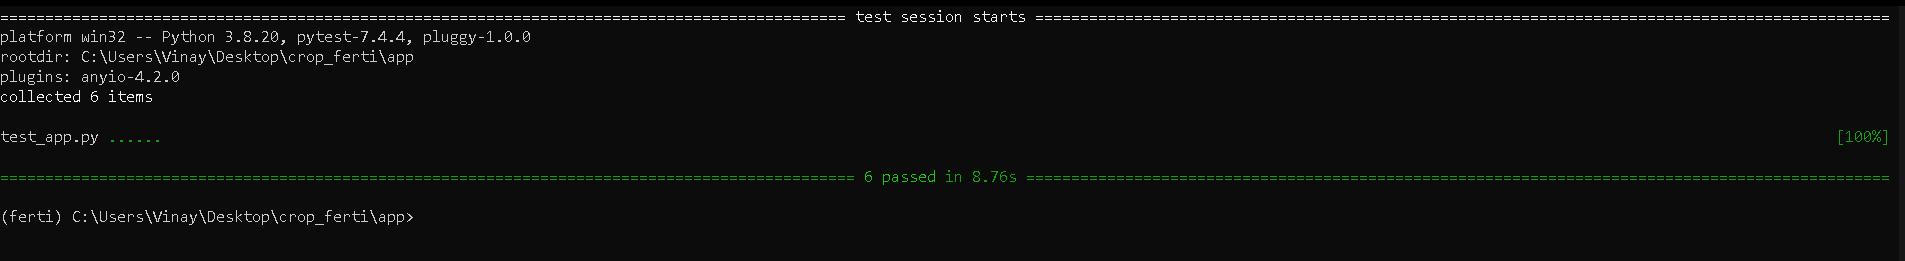 ============================================================================================== test session starts ===============================================================================================
platform win32 -- Python 3.8.20, pytest-7.4.4, pluggy-1.0.0
rootdir: C:\Users\Vinay\Desktop\crop_ferti\app
plugins: anyio-4.2.0
collected 6 items
test_app.py ...... [100%]
=============================================================================================== 6 passed in 8.76s ================================================================================================
(ferti) C:\Users\Vinay\Desktop\crop_ferti\app>